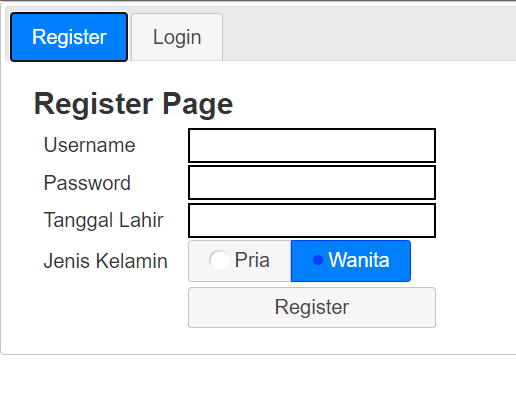 Register Login
Register Page
Username
Password
Tanggal Lahir
Jenis Kelamin Pria Wanita
Register